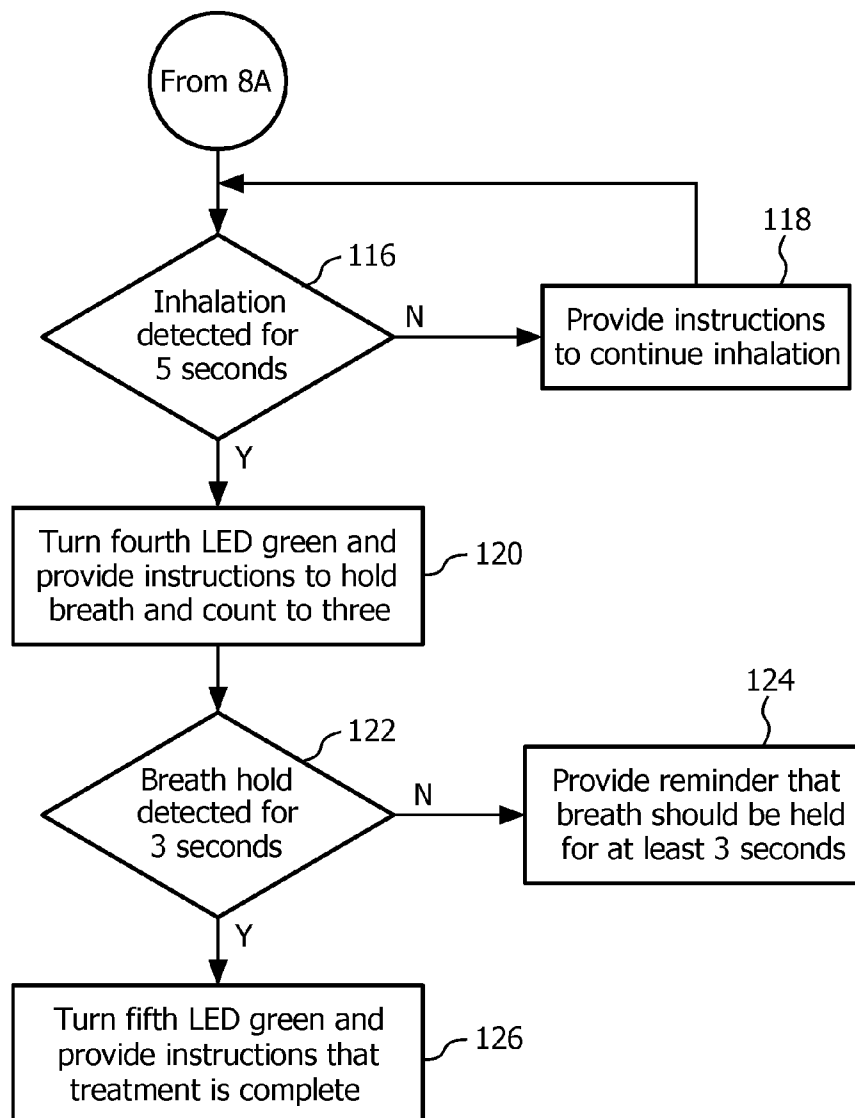 From 8A
116
Inhalation
detected for
5 seconds
N
118
Provide instructions
to continue inhalation
Y
Turn fourth LED green and
provide instructions to hold
breath and count to three
120
122
Breath hold
detected for
3 seconds
N
124
Provide reminder that
breath should be held
for at least 3 seconds
Y
Turn fifth LED green and
provide instructions that
treatment is complete
126